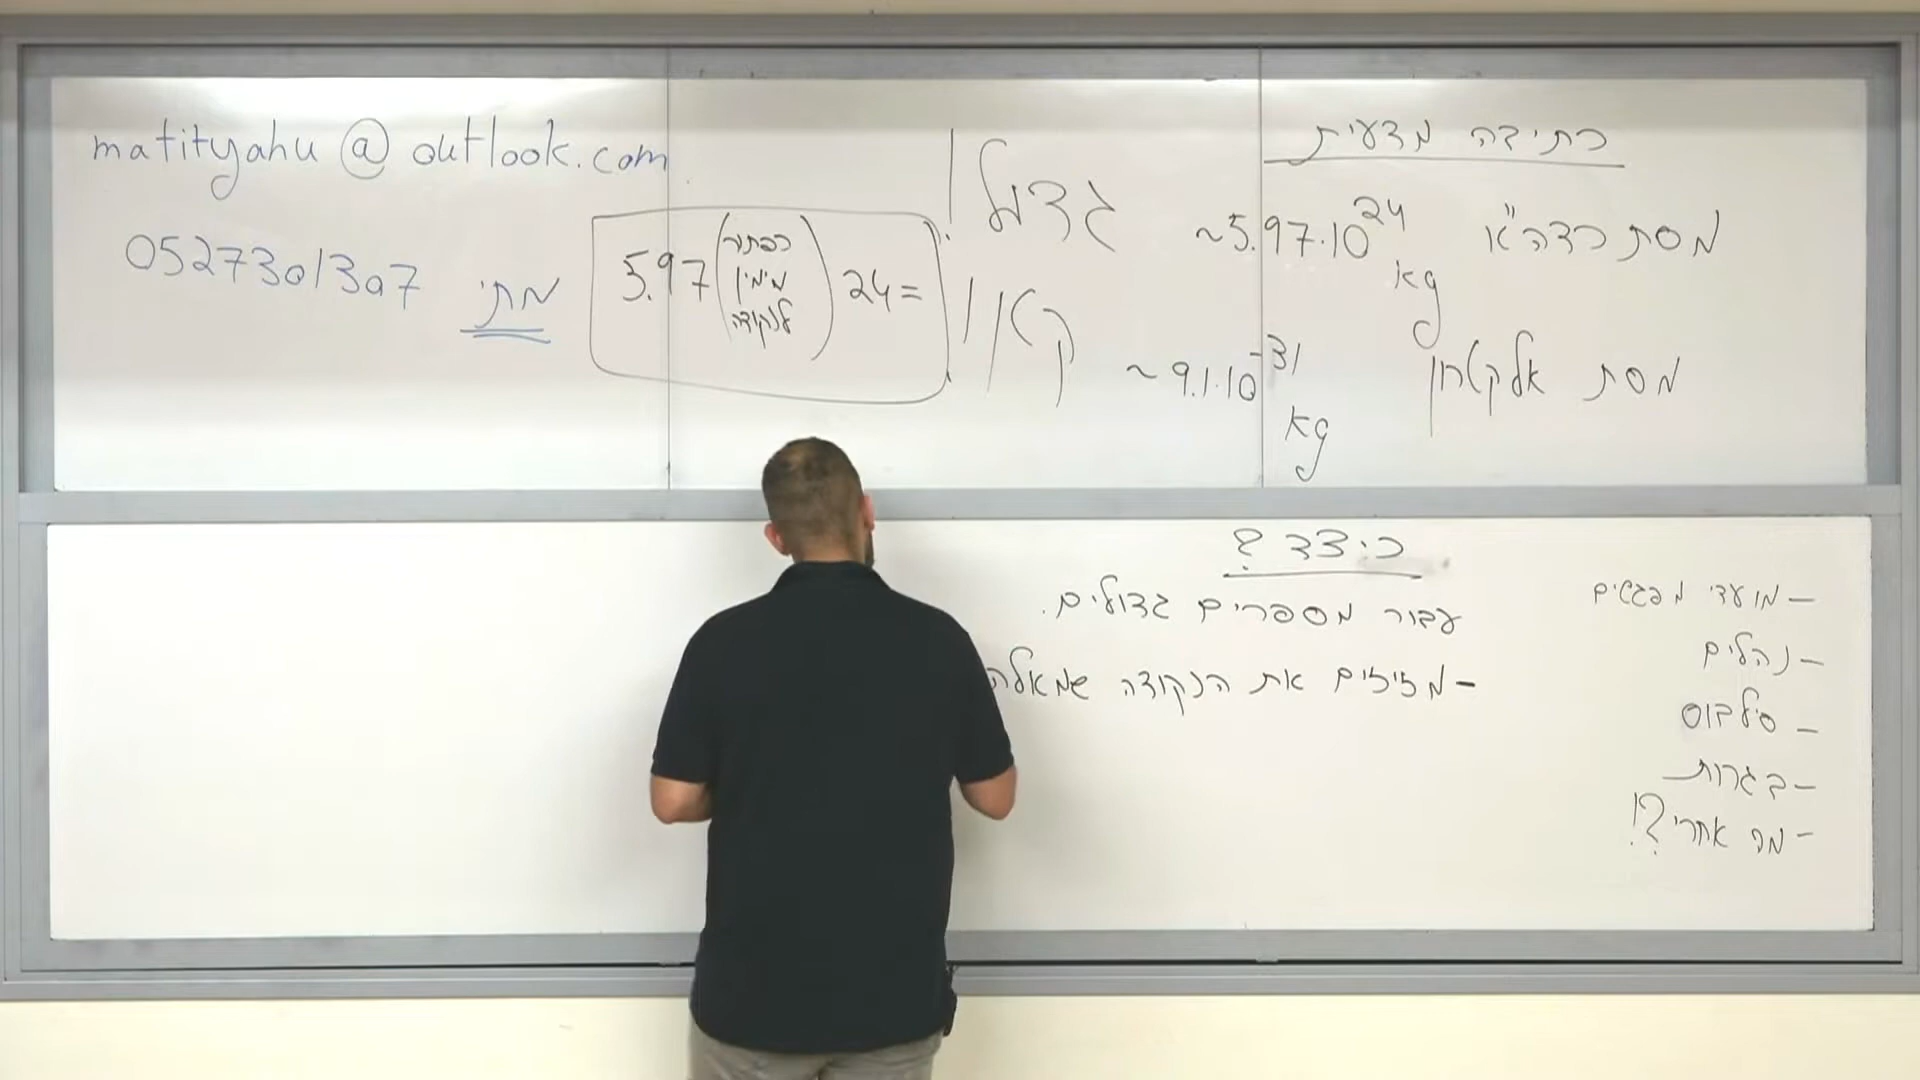 כתיבה מדעית
מסת כדה"א ~5.97·10^24 kg גדול!
מסת אלקטרון ~9.1·10^-31 kg קטן!
5.97 (כפתור מימין לנקודה) 24 =
matityahu@outlook.com
0527301307 מתי
- מועדי מפגשים
- נהלים
- סילבוס
- בגרות
- מה אחרי?!
כיצד?
עבור מספרים גדולים.
- מזיזים את הנקודה שמאלה